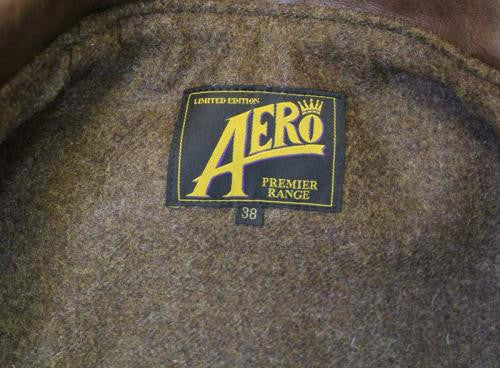 LIMITED EDITION
AERO
PREMIER
RANGE
38